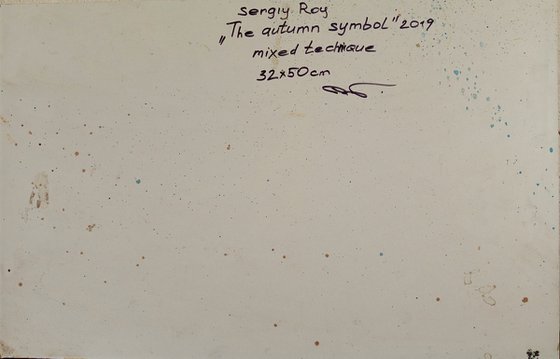 Sergiy Roy
„The autumn symbol" 2019
mixed technique
32x50cm